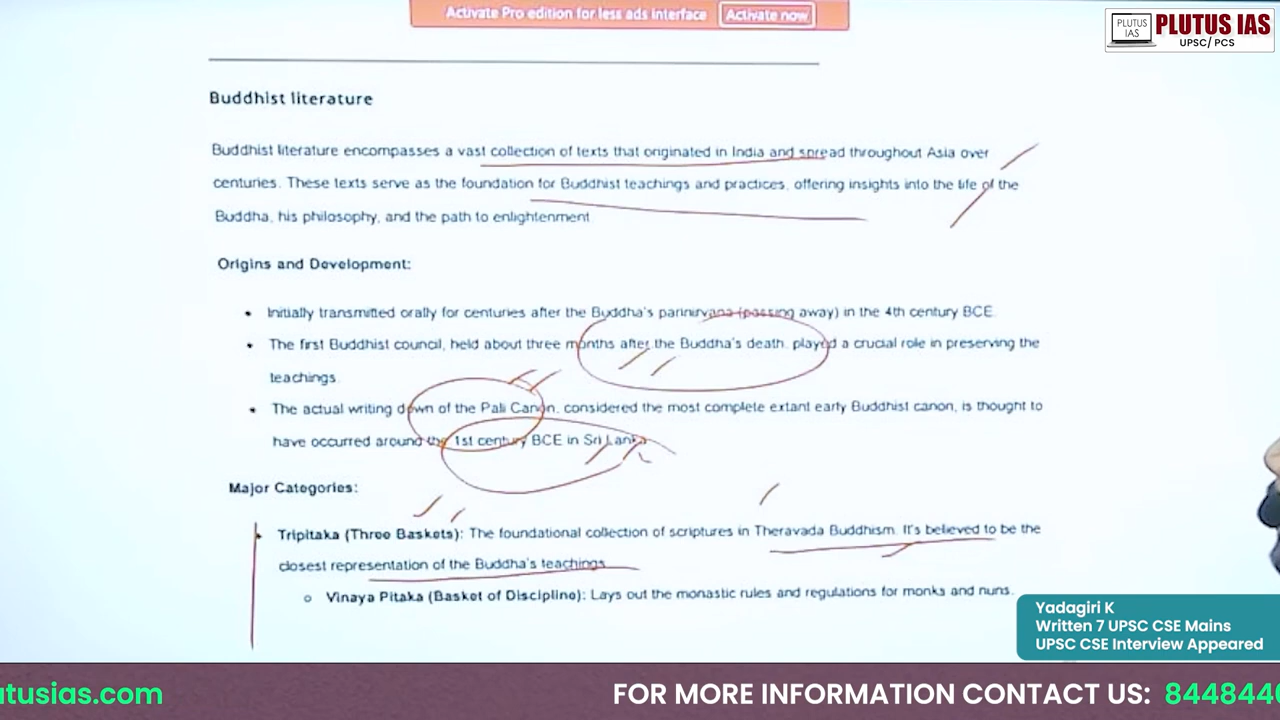 Activate Pro edition for less ads interface Activate now
PLUTUS IAS
PLUTUS IAS
UPSC/ PCS
Buddhist literature
Buddhist literature encompasses a vast collection of texts that originated in India and spread throughout Asia over
centuries. These texts serve as the foundation for Buddhist teachings and practices, offering insights into the life of the
Buddha, his philosophy, and the path to enlightenment
Origins and Development:
• Initially transmitted orally for centuries after the Buddha's parinirvana (passing away) in the 4th century BCE.
• The first Buddhist council, held about three months after the Buddha's death, played a crucial role in preserving the
teachings.
• The actual writing down of the Pali Canon, considered the most complete extant early Buddhist canon, is thought to
have occurred around the 1st century BCE in Sri Lanka
Major Categories:
Tripitaka (Three Baskets): The foundational collection of scriptures in Theravada Buddhism. It's believed to be the
closest representation of the Buddha's teachings
o Vinaya Pitaka (Basket of Discipline): Lays out the monastic rules and regulations for monks and nuns.
Yadagiri K
Written 7 UPSC CSE Mains
UPSC CSE Interview Appeared
utusias.com FOR MORE INFORMATION CONTACT US: 844844